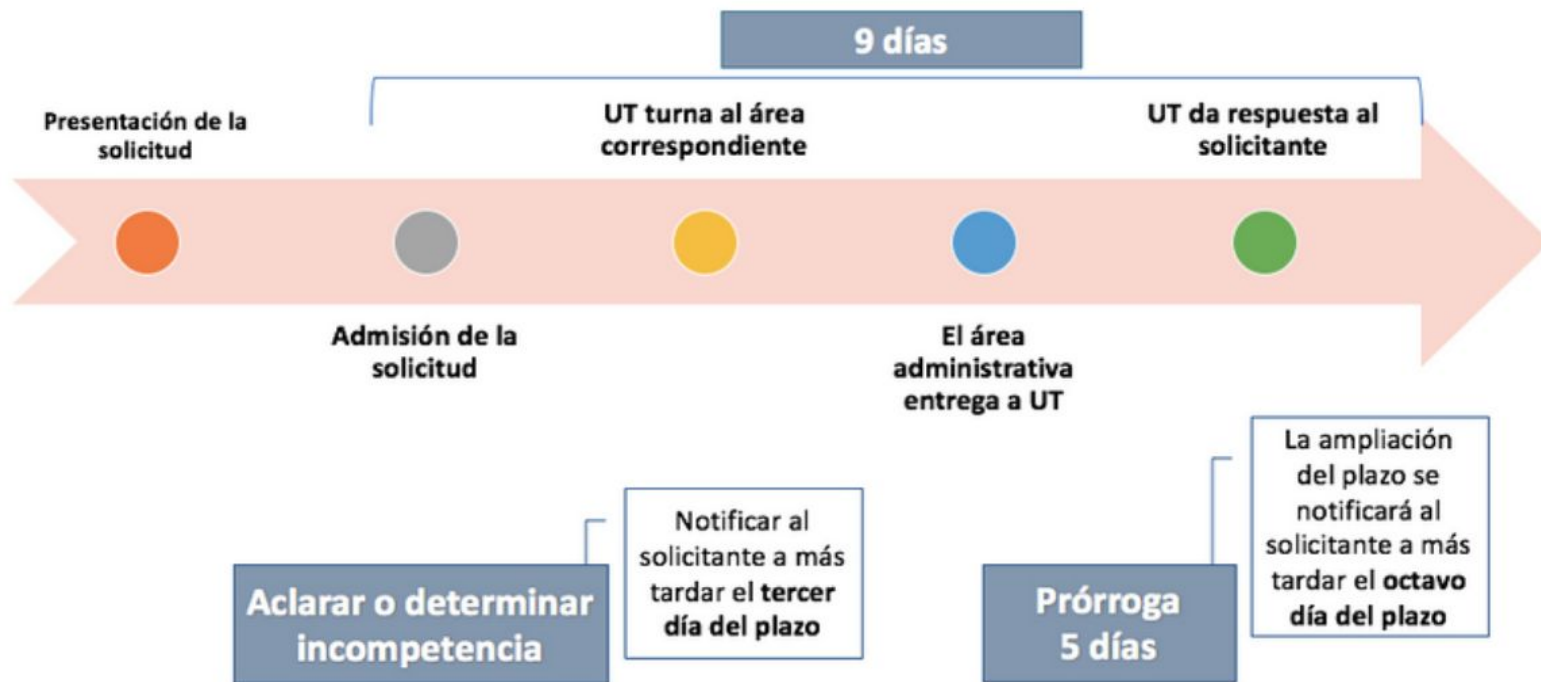 9 días
Presentación de la
solicitud
UT turna al área
correspondiente
UT da respuesta al
solicitante
Admisión de la
solicitud
El área
administrativa
entrega a UT
Aclarar o determinar
incompetencia
Notificar al
solicitante a más
tardar el tercer
día del plazo
Prórroga
5 días
La ampliación
del plazo se
notificará al
solicitante a más
tardar el octavo
día del plazo